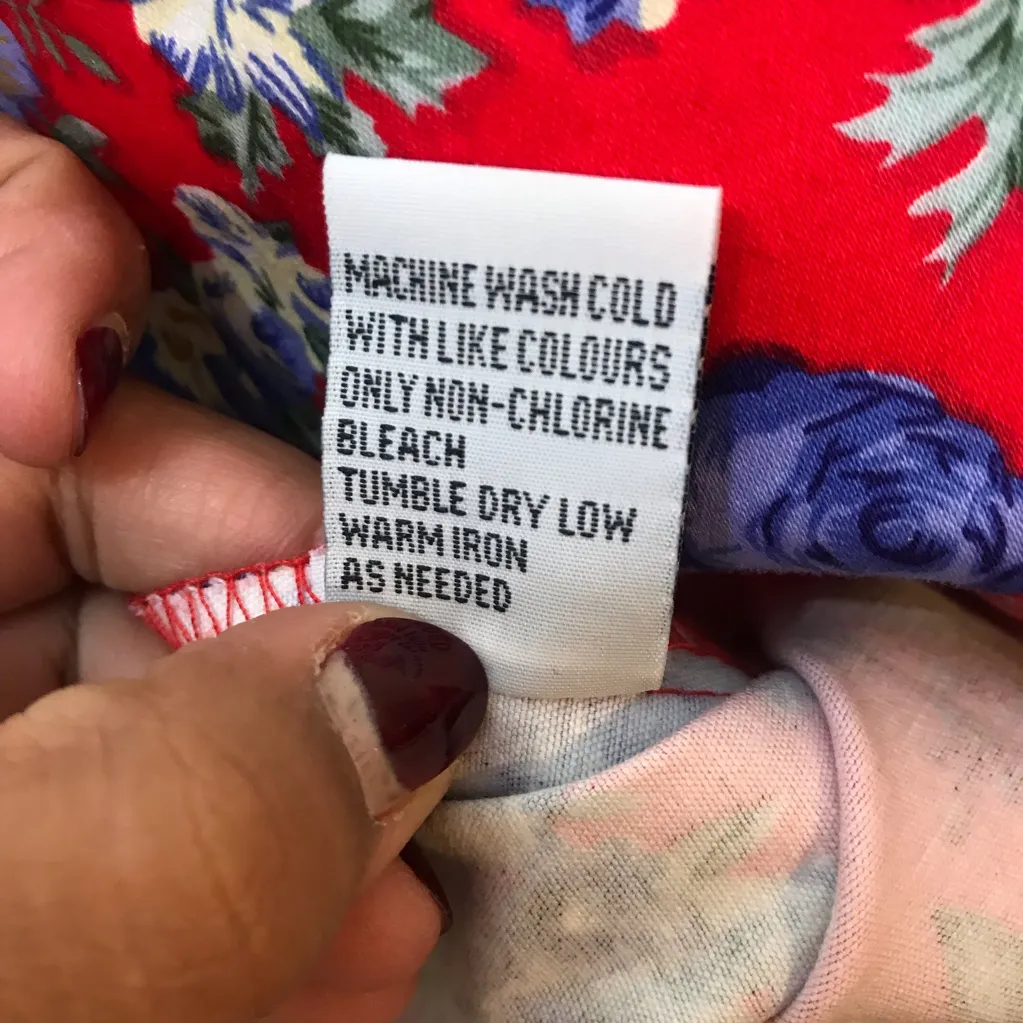 MACHINE WASH COLD
WITH LIKE COLOURS
ONLY NON-CHLORINE
BLEACH
TUMBLE DRY LOW
WARM IRON
AS NEEDED